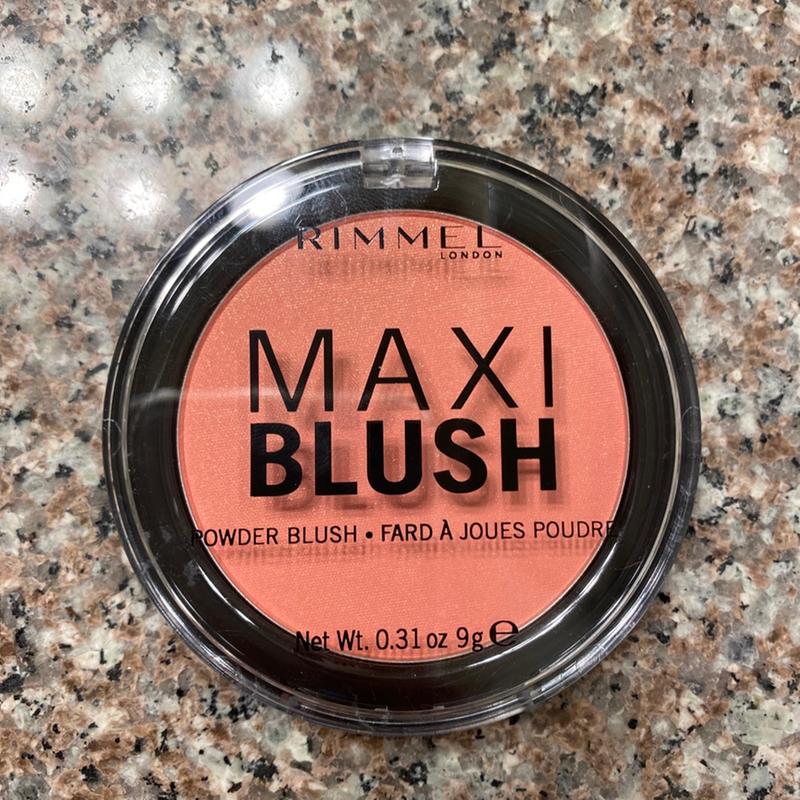 RIMMEL
LONDON
MAXI
BLUSH
POWDER BLUSH • FARD À JOUES POUDRE
Net Wt. 0.31 oz 9g ℮